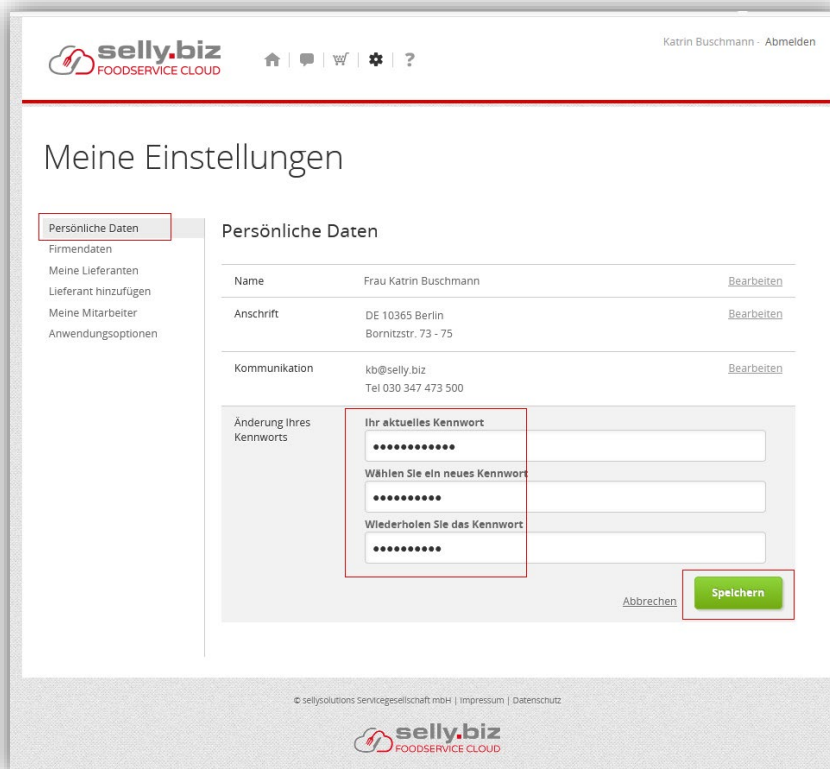 selly.biz
FOODSERVICE CLOUD
?
Katrin Buschmann - Abmelden
Meine Einstellungen
Persönliche Daten
Firmendaten
Meine Lieferanten
Lieferant hinzufügen
Meine Mitarbeiter
Anwendungsoptionen
Persönliche Daten
Name Frau Katrin Buschmann Bearbeiten
Anschrift DE 10365 Berlin Bearbeiten
Bornitzstr. 73 - 75
Kommunikation kb@selly.biz Bearbeiten
Tel 030 347 473 500
Änderung Ihres
Kennworts
Ihr aktuelles Kennwort
••••••••••••
Wählen Sie ein neues Kennwort
••••••••••
Wiederholen Sie das Kennwort
••••••••••
Abbrechen Speichern
© sellysolutions Servicegesellschaft mbH | Impressum | Datenschutz
selly.biz
FOODSERVICE CLOUD